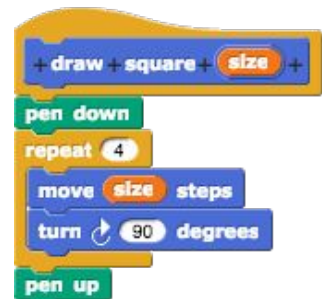 + draw + square + size +
pen down
repeat 4
move size steps
turn 90 degrees
pen up